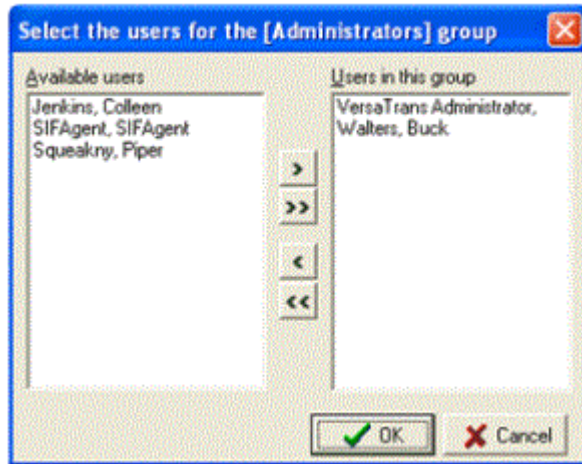 Select the users for the [Administrators] group
Available users
Users in this group
Jenkins, Colleen
SIFAgent, SIFAgent
Squeakny, Piper
VersaTrans Administrator,
Walters, Buck
>
>>
<
<<
OK
Cancel